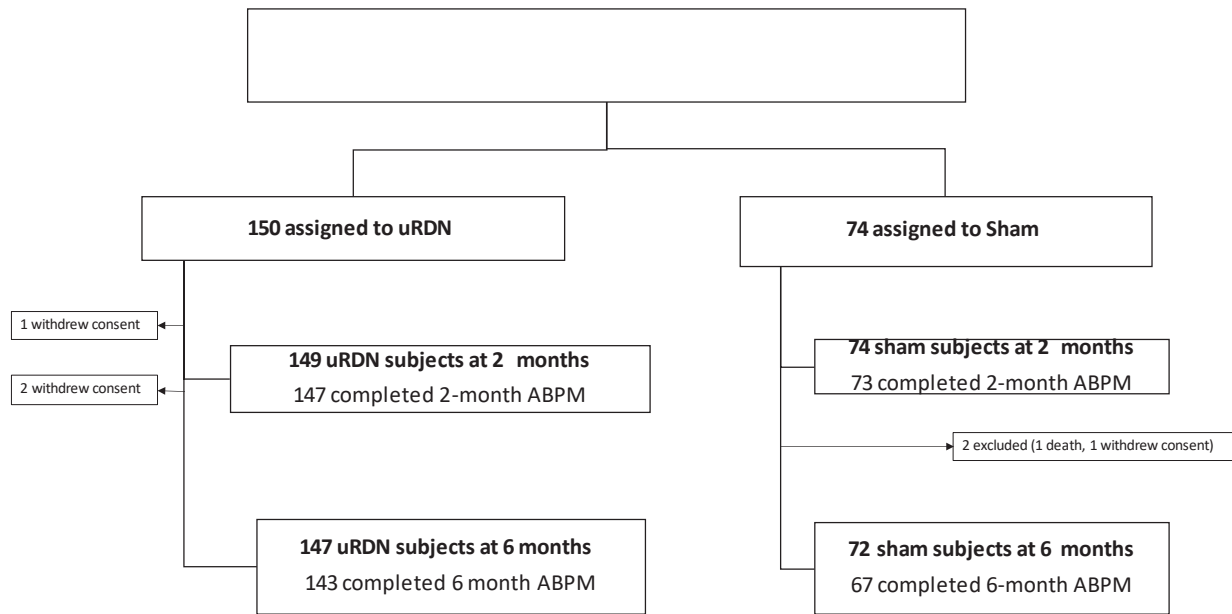 150 assigned to uRDN
74 assigned to Sham
1 withdrew consent
149 uRDN subjects at 2 months
147 completed 2-month ABPM
74 sham subjects at 2 months
73 completed 2-month ABPM
2 withdrew consent
2 excluded (1 death, 1 withdrew consent)
147 uRDN subjects at 6 months
143 completed 6 month ABPM
72 sham subjects at 6 months
67 completed 6-month ABPM